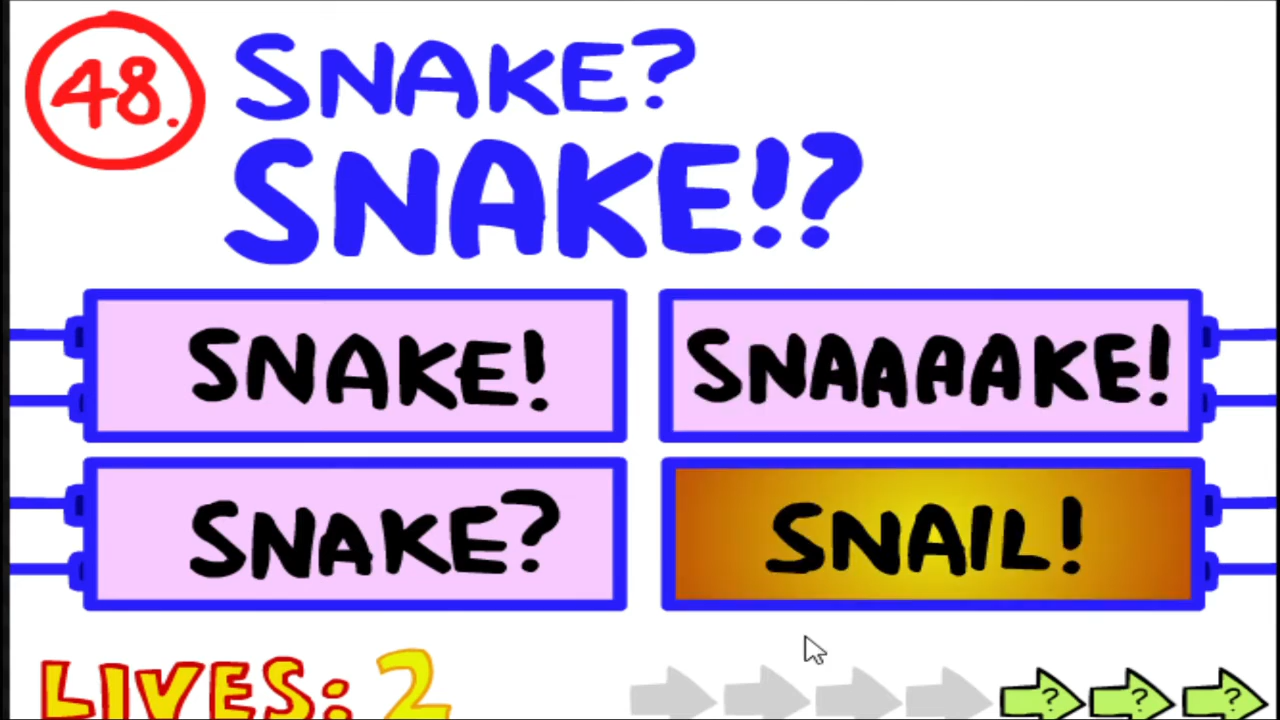 48.
SNAKE?
SNAKE!?
SNAKE!
SNAAAAKE!
SNAKE?
SNAIL!
LIVES: 2
? ? ?